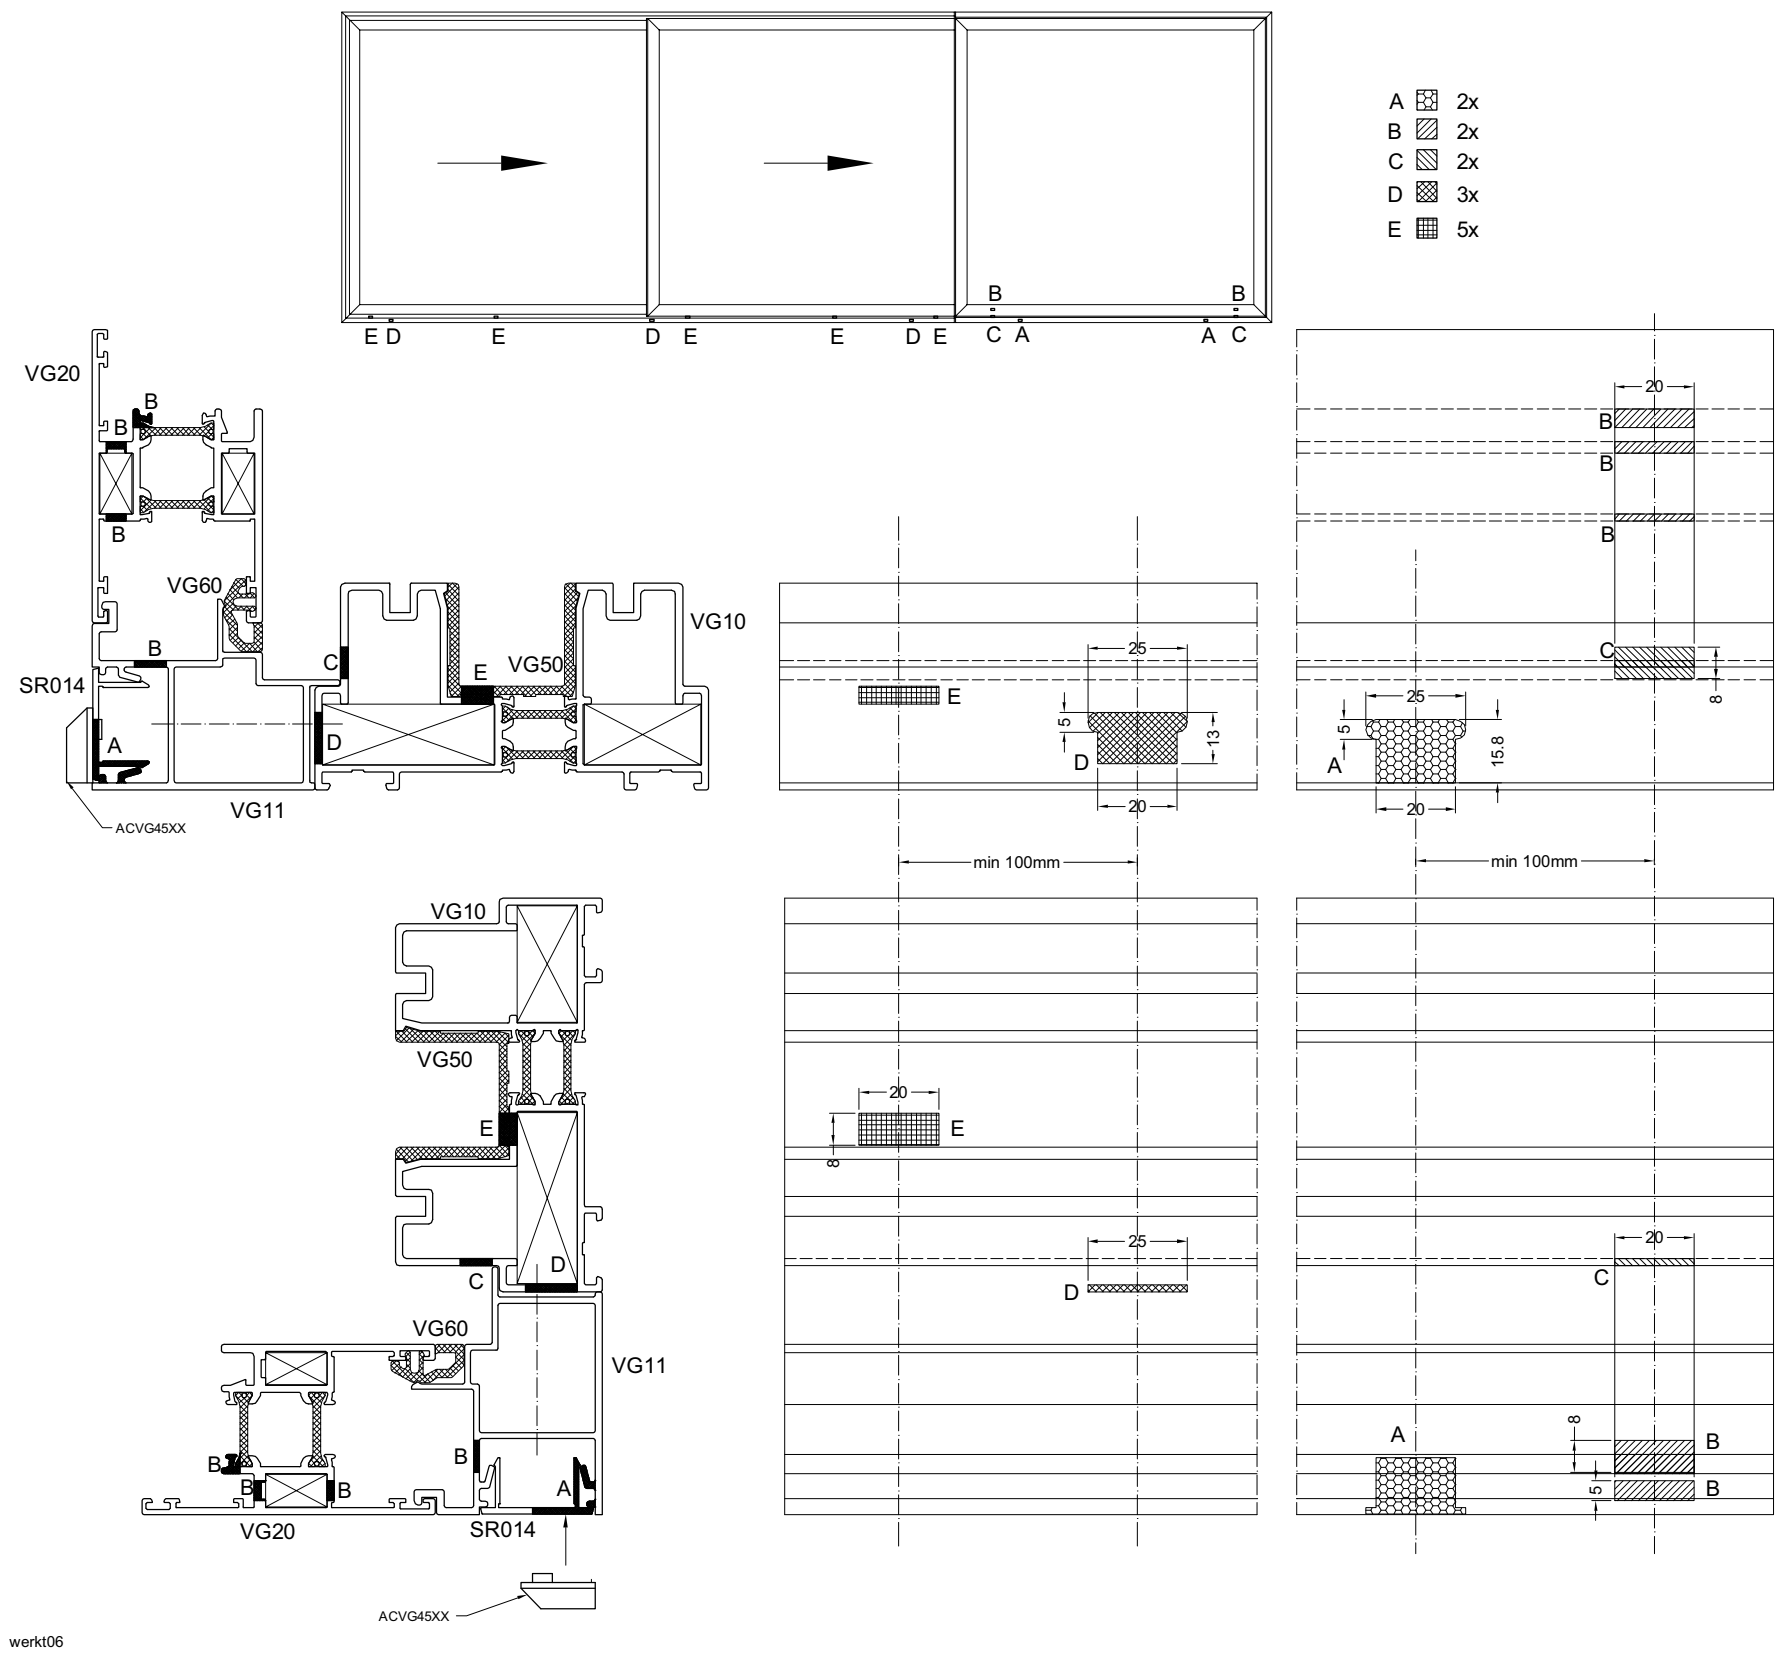 A 2x
B 2x
C 2x
D 3x
E 5x
B B
E D E D E E D E C A A C
VG20
B
B
B
VG60
B
SR014
A
C
E
VG50
VG10
D
VG11
ACVG45XX
E
25
5
13
D
20
20
B
B
B
C
8
25
5
15.8
A
20
min 100mm
min 100mm
VG10
VG50
E
D
C
VG60
VG11
B
B
B
B
A
VG20
SR014
ACVG45XX
20
E
8
25
D
20
C
A
8
B
5
B
werkt06